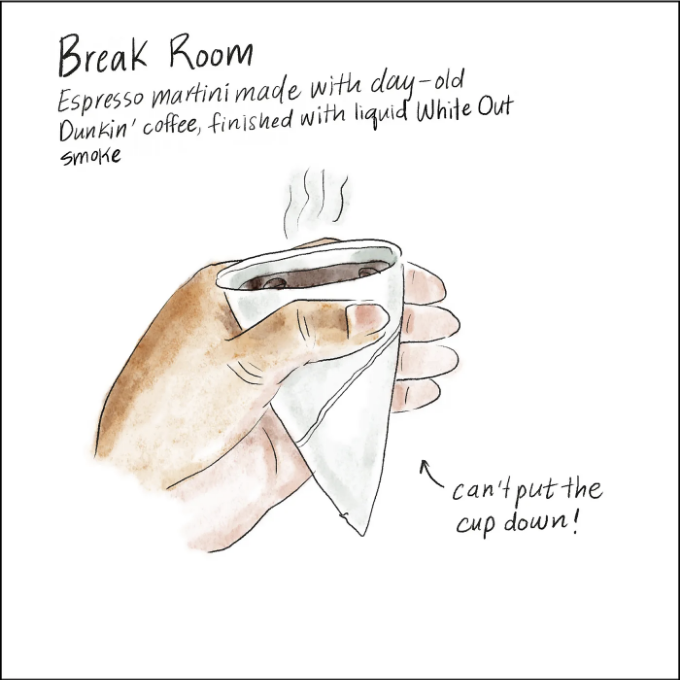 Break Room
Espresso martini made with day-old
Dunkin' coffee, finished with liquid White Out
smoke
can't put the
cup down!